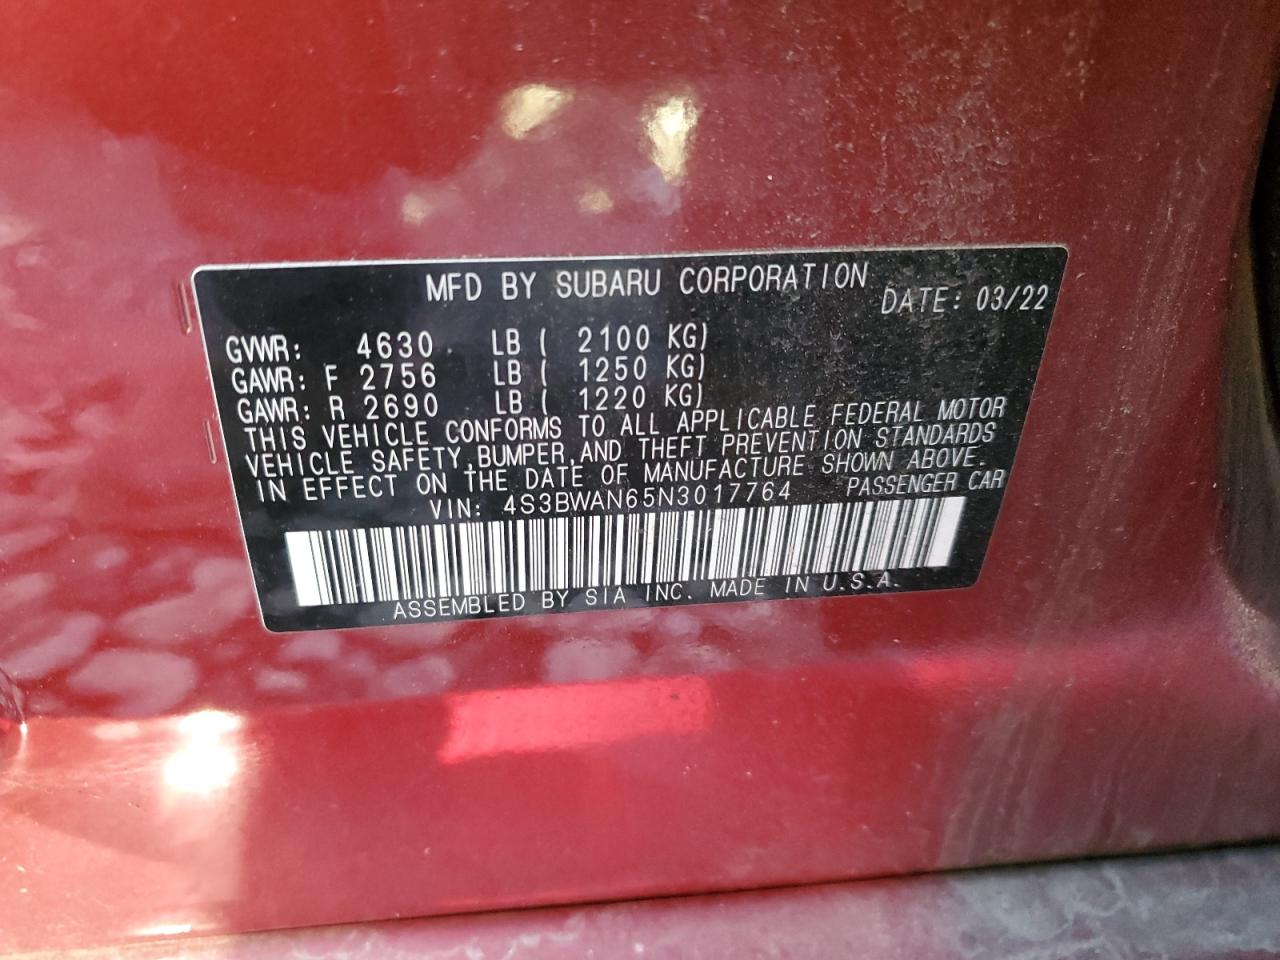 MFD BY SUBARU CORPORATION DATE: 03/22
GVWR: 4630 LB ( 2100 KG)
GAWR: F 2756 LB ( 1250 KG)
GAWR: R 2690 LB ( 1220 KG)
THIS VEHICLE CONFORMS TO ALL APPLICABLE FEDERAL MOTOR
VEHICLE SAFETY,BUMPER,AND THEFT PREVENTION STANDARDS
IN EFFECT ON THE DATE OF MANUFACTURE SHOWN ABOVE.
VIN: 4S3BWAN65N3017764 PASSENGER CAR
ASSEMBLED BY SIA INC. MADE IN U.S.A.